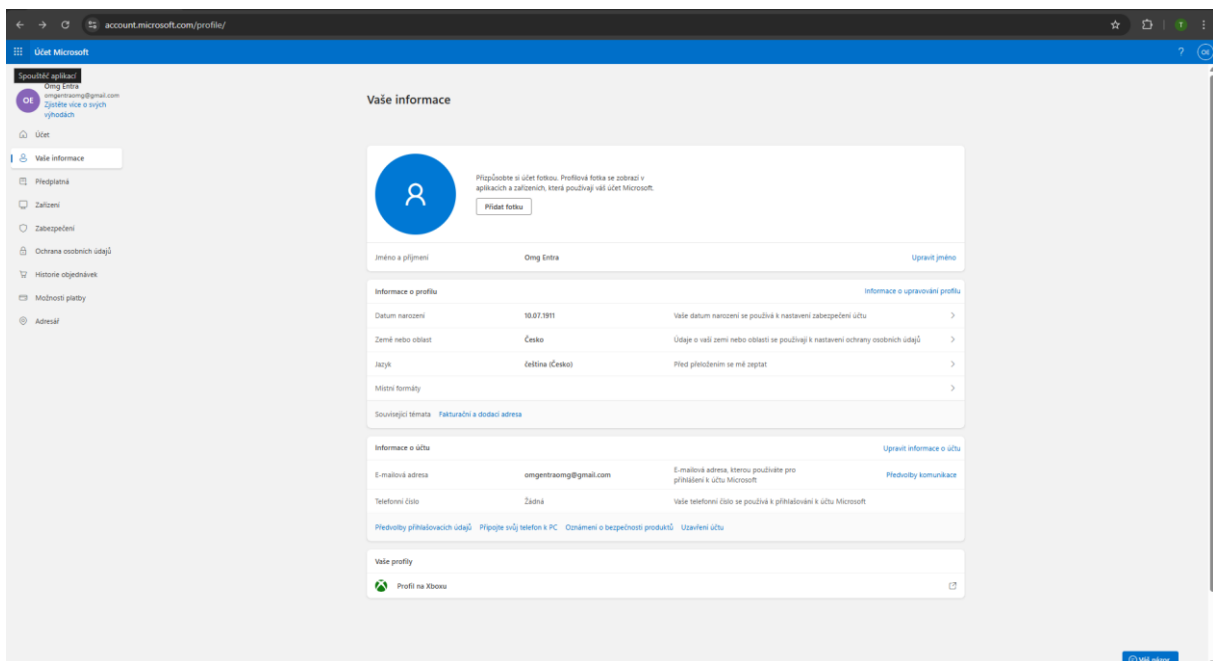 account.microsoft.com/profile/
T
Účet Microsoft
?
OE
Spouštěč aplikací
Omg Entra
OE
omgentraomg@gmail.com
Zjistěte více o svých
výhodách
Účet
Vaše informace
Předplatná
Zařízení
Zabezpečení
Ochrana osobních údajů
Historie objednávek
Možnosti platby
Adresář
Vaše informace
Přizpůsobte si účet fotkou. Profilová fotka se zobrazí v
aplikacích a zařízeních, která používají váš účet Microsoft.
Přidat fotku
Jméno a příjmení Omg Entra Upravit jméno
Informace o profilu Informace o upravování profilu
Datum narození 10.07.1911 Vaše datum narození se používá k nastavení zabezpečení účtu
Země nebo oblast Česko Údaje o vaší zemi nebo oblasti se používají k nastavení ochrany osobních údajů
Jazyk čeština (Česko) Před přeložením se mě zeptat
Místní formáty
Související témata Fakturační a dodací adresa
Informace o účtu Upravit informace o účtu
E-mailová adresa omgentraomg@gmail.com E-mailová adresa, kterou používáte pro
přihlášení k účtu Microsoft Předvolby komunikace
Telefonní číslo Žádná Vaše telefonní číslo se používá k přihlašování k účtu Microsoft
Předvolby přihlašovacích údajů Připojte svůj telefon k PC Oznámení o bezpečnosti produktů Uzavření účtu
Vaše profily
Profil na Xboxu
Váš názor